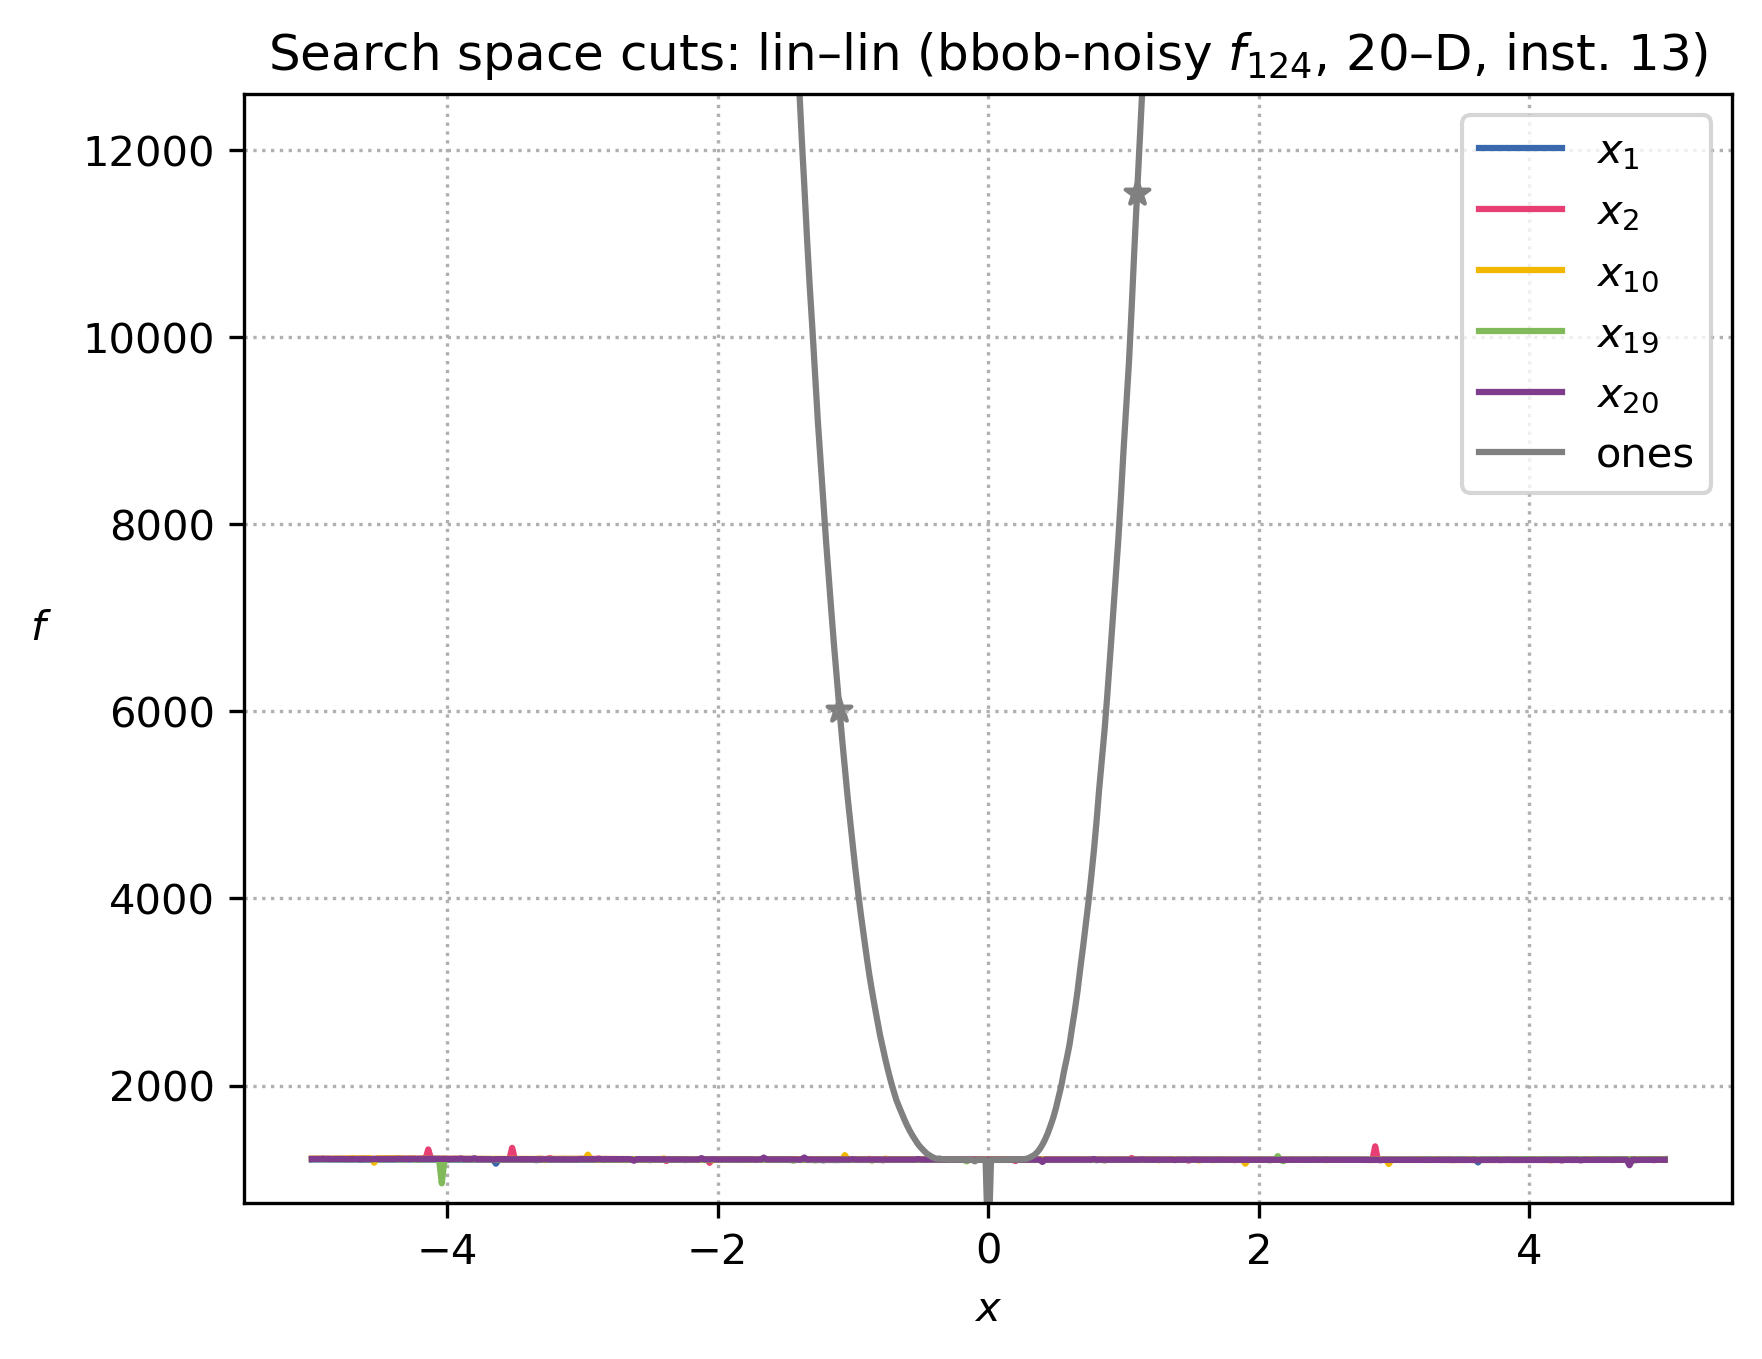 Search space cuts: lin–lin (bbob-noisy f₁₂₄, 20–D, inst. 13)
12000
10000
8000
6000
4000
2000
f
−4
−2
0
2
4
x
x₁
x₂
x₁₀
x₁₉
x₂₀
ones